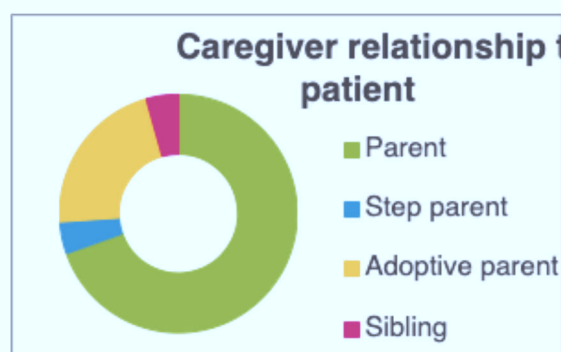 Caregiver relationship t
patient
Parent
Step parent
Adoptive parent
Sibling